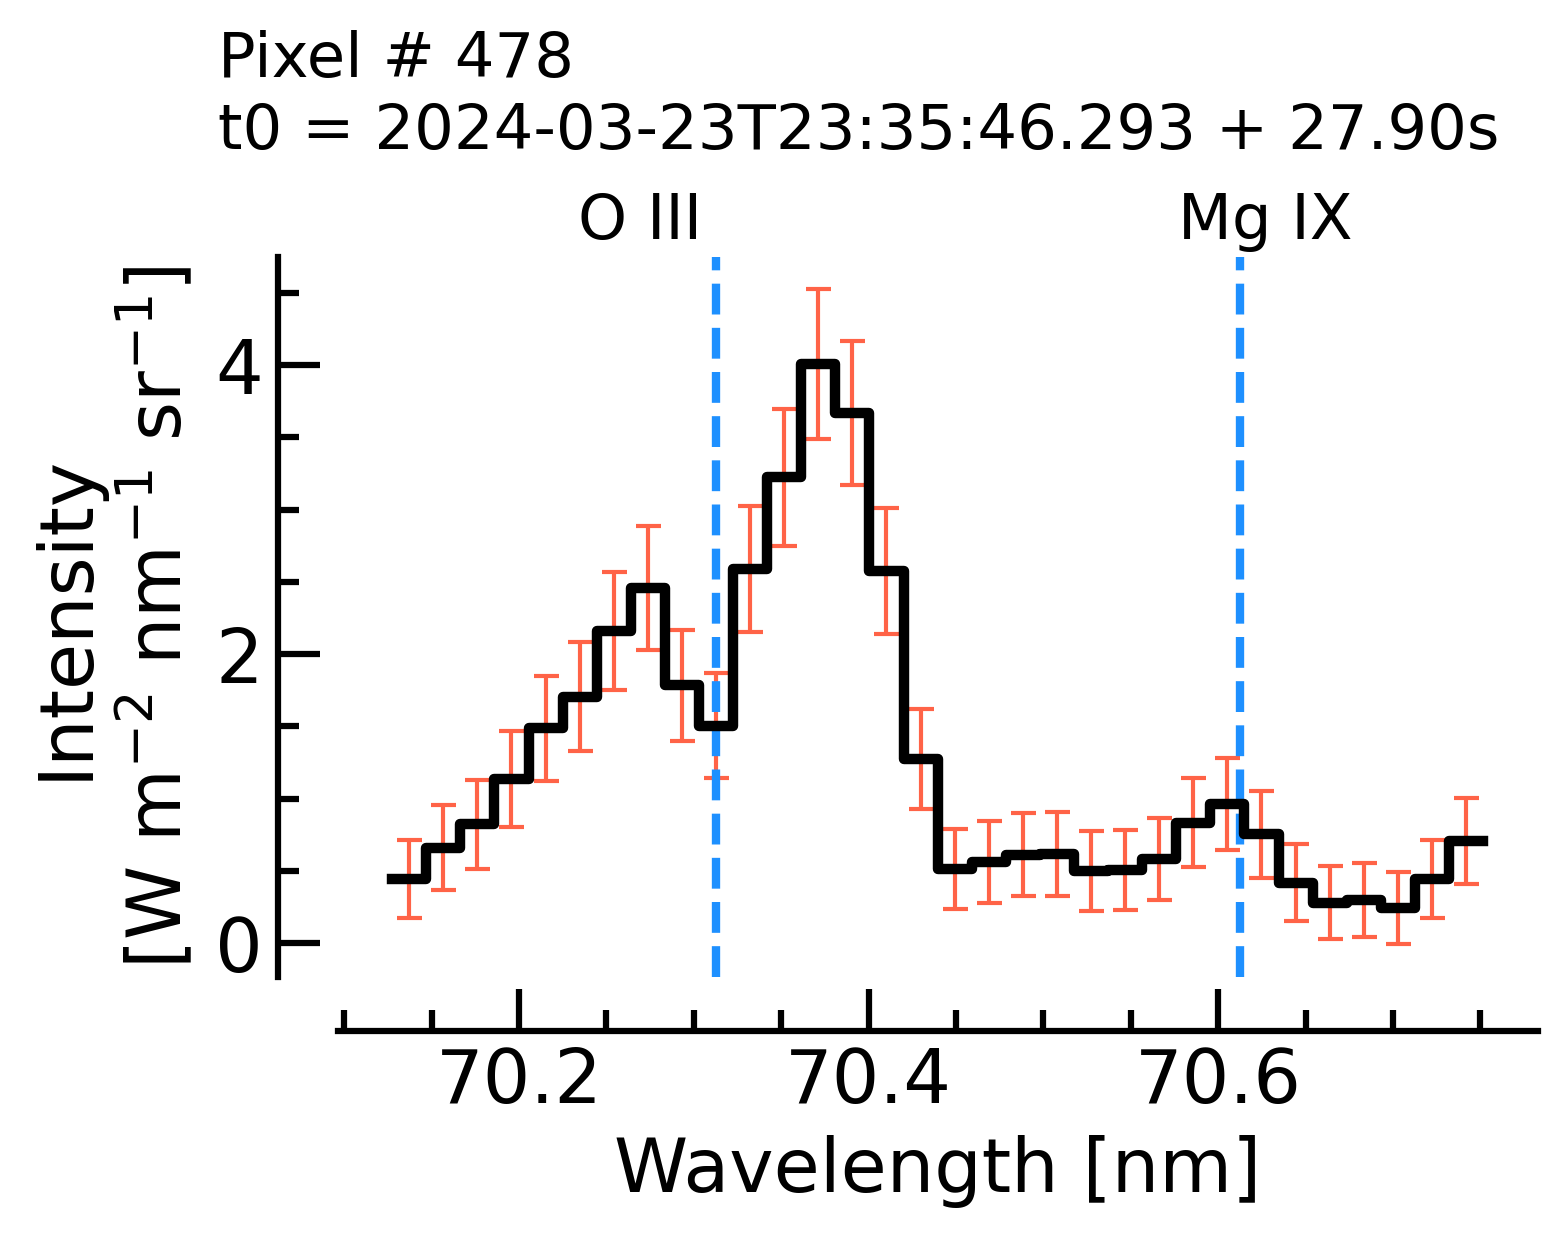 Pixel # 478
t0 = 2024-03-23T23:35:46.293 + 27.90s
O III
Mg IX
Intensity
[W m⁻² nm⁻¹ sr⁻¹]
4
2
0
70.2
70.4
70.6
Wavelength [nm]